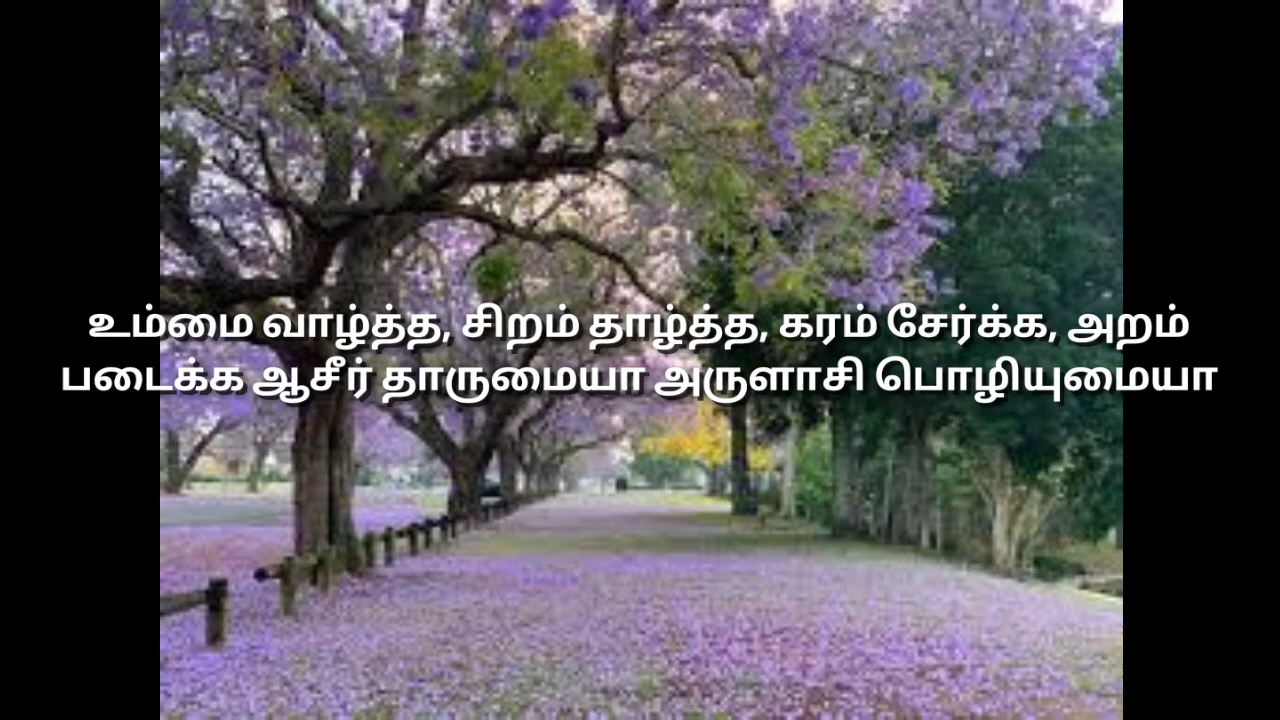 உம்மை வாழ்த்த, சிறம் தாழ்த்த, கரம் சேர்க்க, அறம்
படைக்க ஆசீர் தாருமையா அருளாசி பொழியுமையா